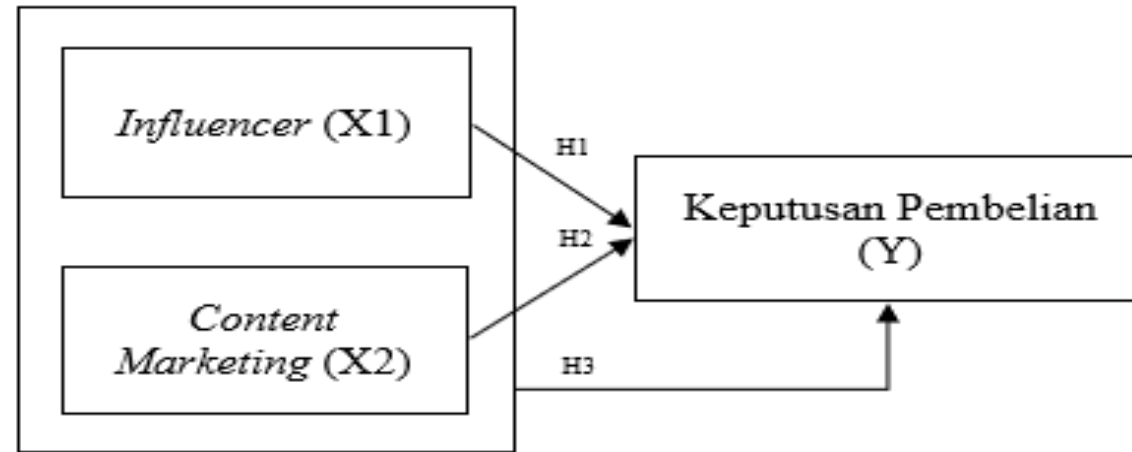 Influencer (X1)
H1
Keputusan Pembelian
(Y)
H2
Content
Marketing (X2)
H3